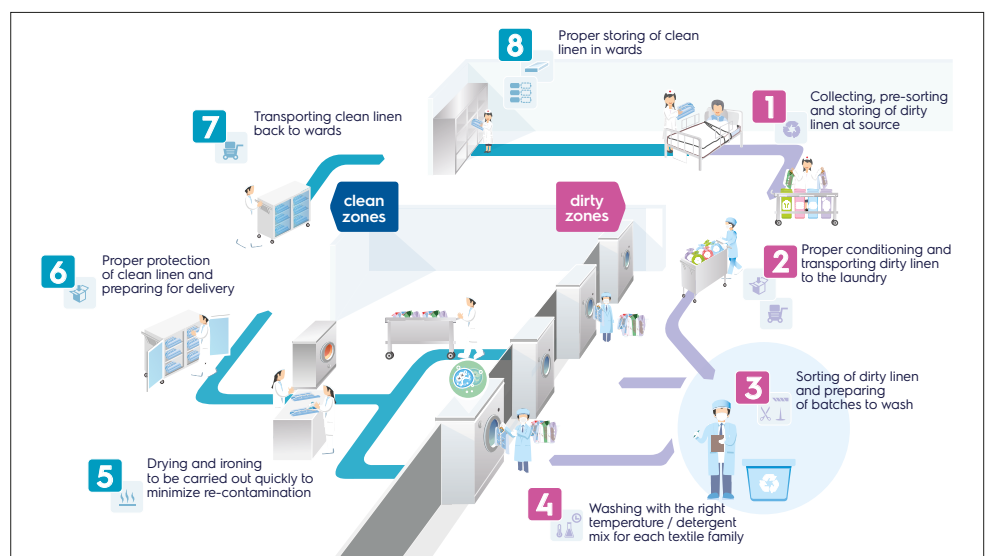 8
Proper storing of clean
linen in wards
1
Collecting, pre-sorting
and storing of dirty
linen at source
7
Transporting clean linen
back to wards
clean
zones
dirty
zones
6
Proper protection
of clean linen and
preparing for delivery
2
Proper conditioning and
transporting dirty linen
to the laundry
3
Sorting of dirty linen
and preparing
of batches to wash
5
Drying and ironing
to be carried out quickly to
minimize re-contamination
4
Washing with the right
temperature / detergent
mix for each textile family